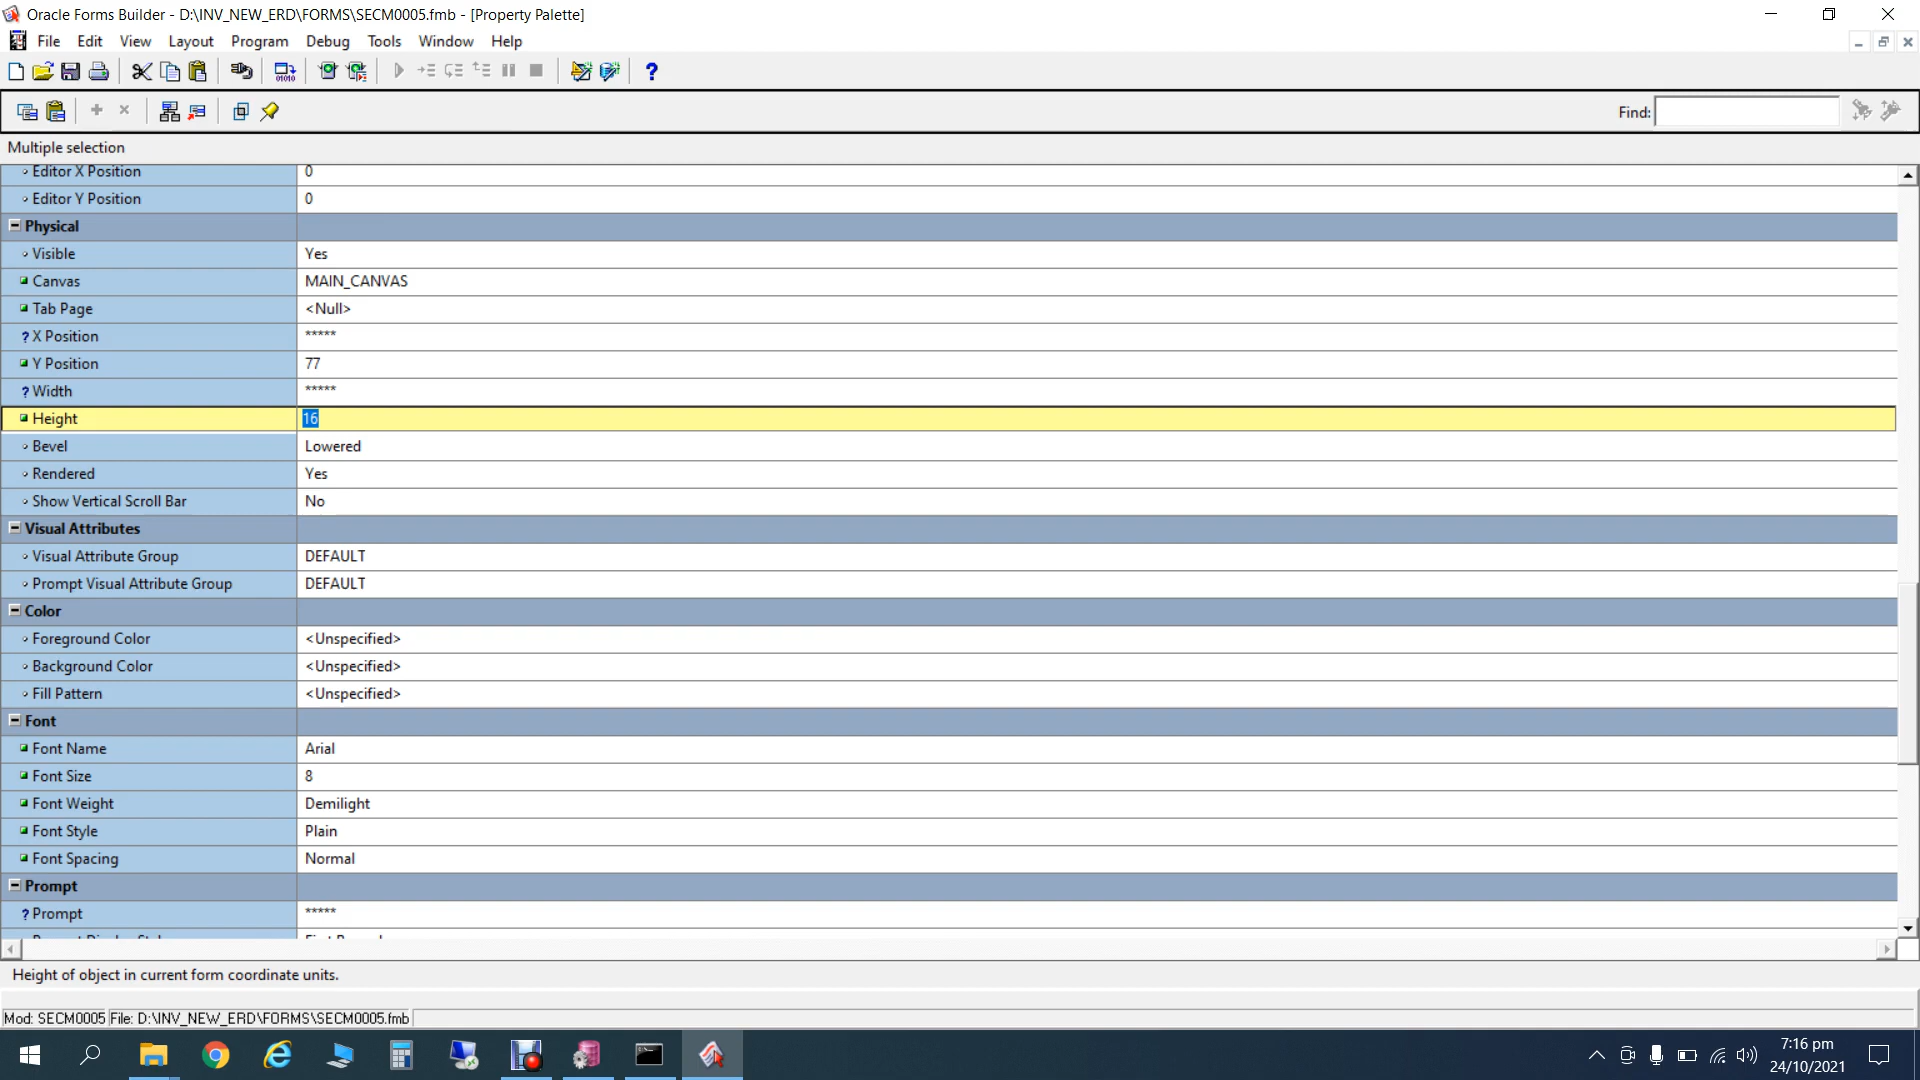 Oracle Forms Builder - D:\INV_NEW_ERD\FORMS\SECM0005.fmb - [Property Palette]
File Edit View Layout Program Debug Tools Window Help
Find:
Multiple selection
Editor X Position 0
Editor Y Position 0
Physical
Visible Yes
Canvas MAIN_CANVAS
Tab Page <Null>
? X Position *****
Y Position 77
? Width *****
Height 16
Bevel Lowered
Rendered Yes
Show Vertical Scroll Bar No
Visual Attributes
Visual Attribute Group DEFAULT
Prompt Visual Attribute Group DEFAULT
Color
Foreground Color <Unspecified>
Background Color <Unspecified>
Fill Pattern <Unspecified>
Font
Font Name Arial
Font Size 8
Font Weight Demilight
Font Style Plain
Font Spacing Normal
Prompt
? Prompt *****
Height of object in current form coordinate units.
Mod: SECM0005 File: D:\INV_NEW_ERD\FORMS\SECM0005.fmb
7:16 pm
24/10/2021